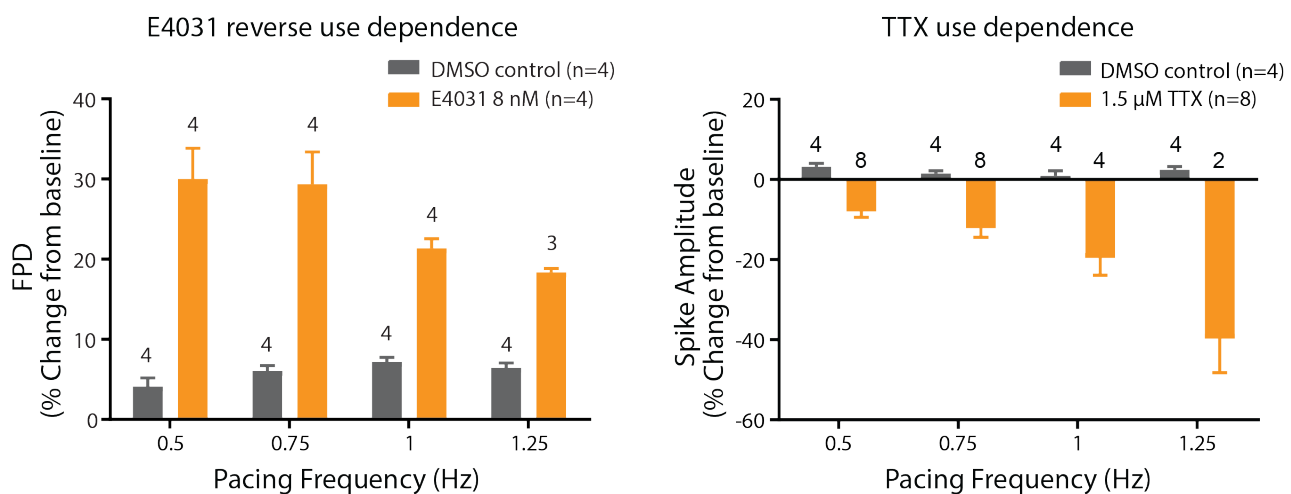 E4031 reverse use dependence
DMSO control (n=4)
E4031 8 nM (n=4)
FPD
(% Change from baseline)
40
30
20
10
0
4
4
4
4
4
4
4
3
0.5
0.75
1
1.25
Pacing Frequency (Hz)
TTX use dependence
DMSO control (n=4)
1.5 µM TTX (n=8)
Spike Amplitude
(% Change from baseline)
20
0
-20
-40
-60
4
8
4
8
4
4
4
2
0.5
0.75
1
1.25
Pacing Frequency (Hz)